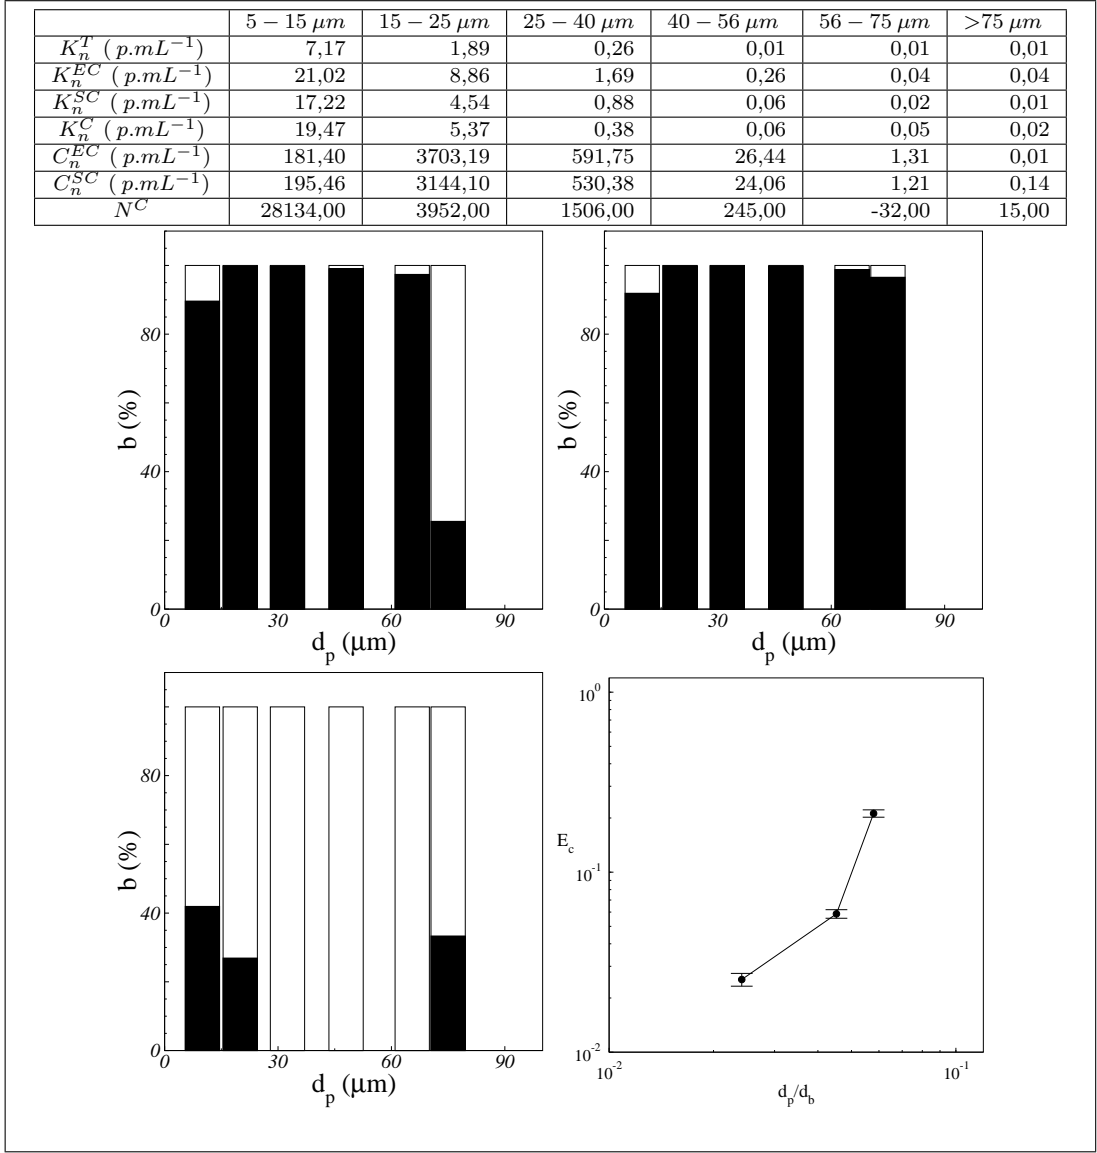 5 − 15 μm 15 − 25 μm 25 − 40 μm 40 − 56 μm 56 − 75 μm >75 μm
K_n^T ( p.mL^{−1}) 7,17 1,89 0,26 0,01 0,01 0,01
K_n^{EC} ( p.mL^{−1}) 21,02 8,86 1,69 0,26 0,04 0,04
K_n^{SC} ( p.mL^{−1}) 17,22 4,54 0,88 0,06 0,02 0,01
K_n^C ( p.mL^{−1}) 19,47 5,37 0,38 0,06 0,05 0,02
C_n^{EC} ( p.mL^{−1}) 181,40 3703,19 591,75 26,44 1,31 0,01
C_n^{SC} ( p.mL^{−1}) 195,46 3144,10 530,38 24,06 1,21 0,14
N^C 28134,00 3952,00 1506,00 245,00 -32,00 15,00
80
40
0
b (%)
0 30 60 90
d_p (μm)
80
40
0
b (%)
0 30 60 90
d_p (μm)
80
40
0
b (%)
0 30 60 90
d_p (μm)
10^0
10^{-1}
10^{-2}
E_c
10^{-2} 10^{-1}
d_p/d_b